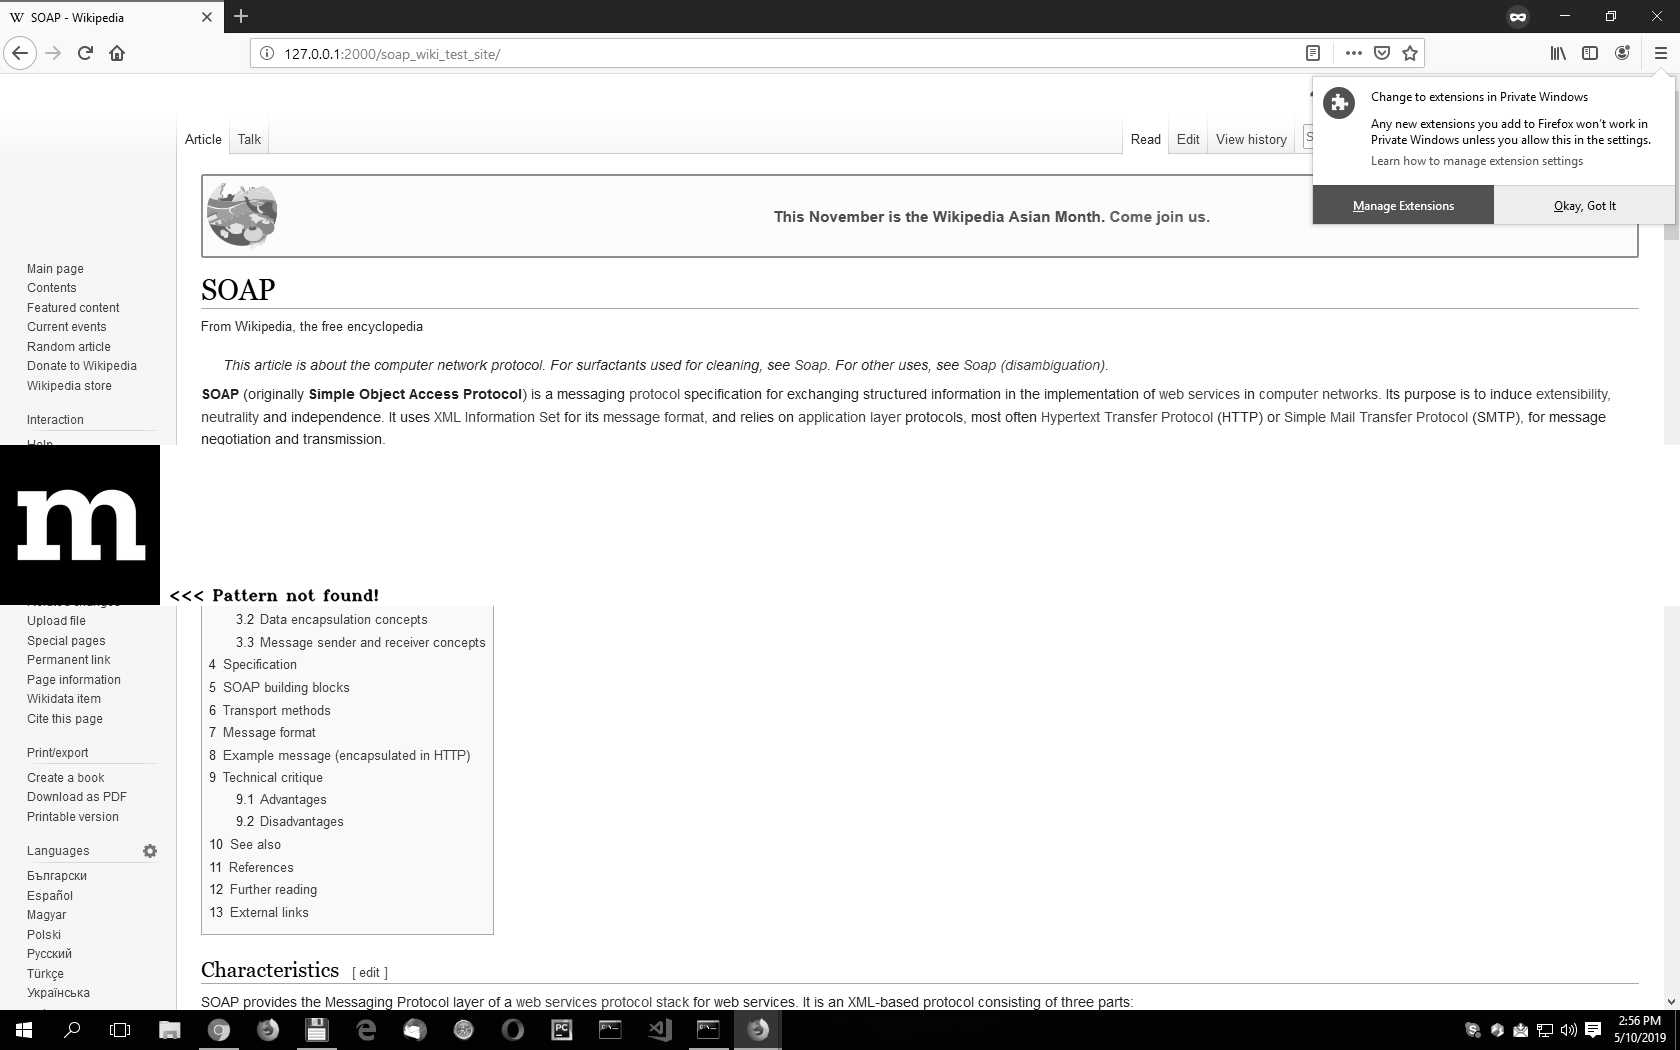 SOAP - Wikipedia
127.0.0.1:2000/soap_wiki_test_site/
Change to extensions in Private Windows
Any new extensions you add to Firefox won't work in
Private Windows unless you allow this in the settings.
Learn how to manage extension settings
Manage Extensions
Okay, Got It
Article
Talk
Read
Edit
View history
This November is the Wikipedia Asian Month. Come join us.
Main page
Contents
Featured content
Current events
Random article
Donate to Wikipedia
Wikipedia store
Interaction
Help
SOAP
From Wikipedia, the free encyclopedia
This article is about the computer network protocol. For surfactants used for cleaning, see Soap. For other uses, see Soap (disambiguation).
SOAP (originally Simple Object Access Protocol) is a messaging protocol specification for exchanging structured information in the implementation of web services in computer networks. Its purpose is to induce extensibility,
neutrality and independence. It uses XML Information Set for its message format, and relies on application layer protocols, most often Hypertext Transfer Protocol (HTTP) or Simple Mail Transfer Protocol (SMTP), for message
negotiation and transmission.
m
<<< Pattern not found!
Related changes
Upload file
Special pages
Permanent link
Page information
Wikidata item
Cite this page
Print/export
Create a book
Download as PDF
Printable version
Languages
Български
Español
Magyar
Polski
Русский
Türkçe
Українська
3.2 Data encapsulation concepts
3.3 Message sender and receiver concepts
4 Specification
5 SOAP building blocks
6 Transport methods
7 Message format
8 Example message (encapsulated in HTTP)
9 Technical critique
9.1 Advantages
9.2 Disadvantages
10 See also
11 References
12 Further reading
13 External links
Characteristics [ edit ]
SOAP provides the Messaging Protocol layer of a web services protocol stack for web services. It is an XML-based protocol consisting of three parts:
PC
2:56 PM
5/10/2019